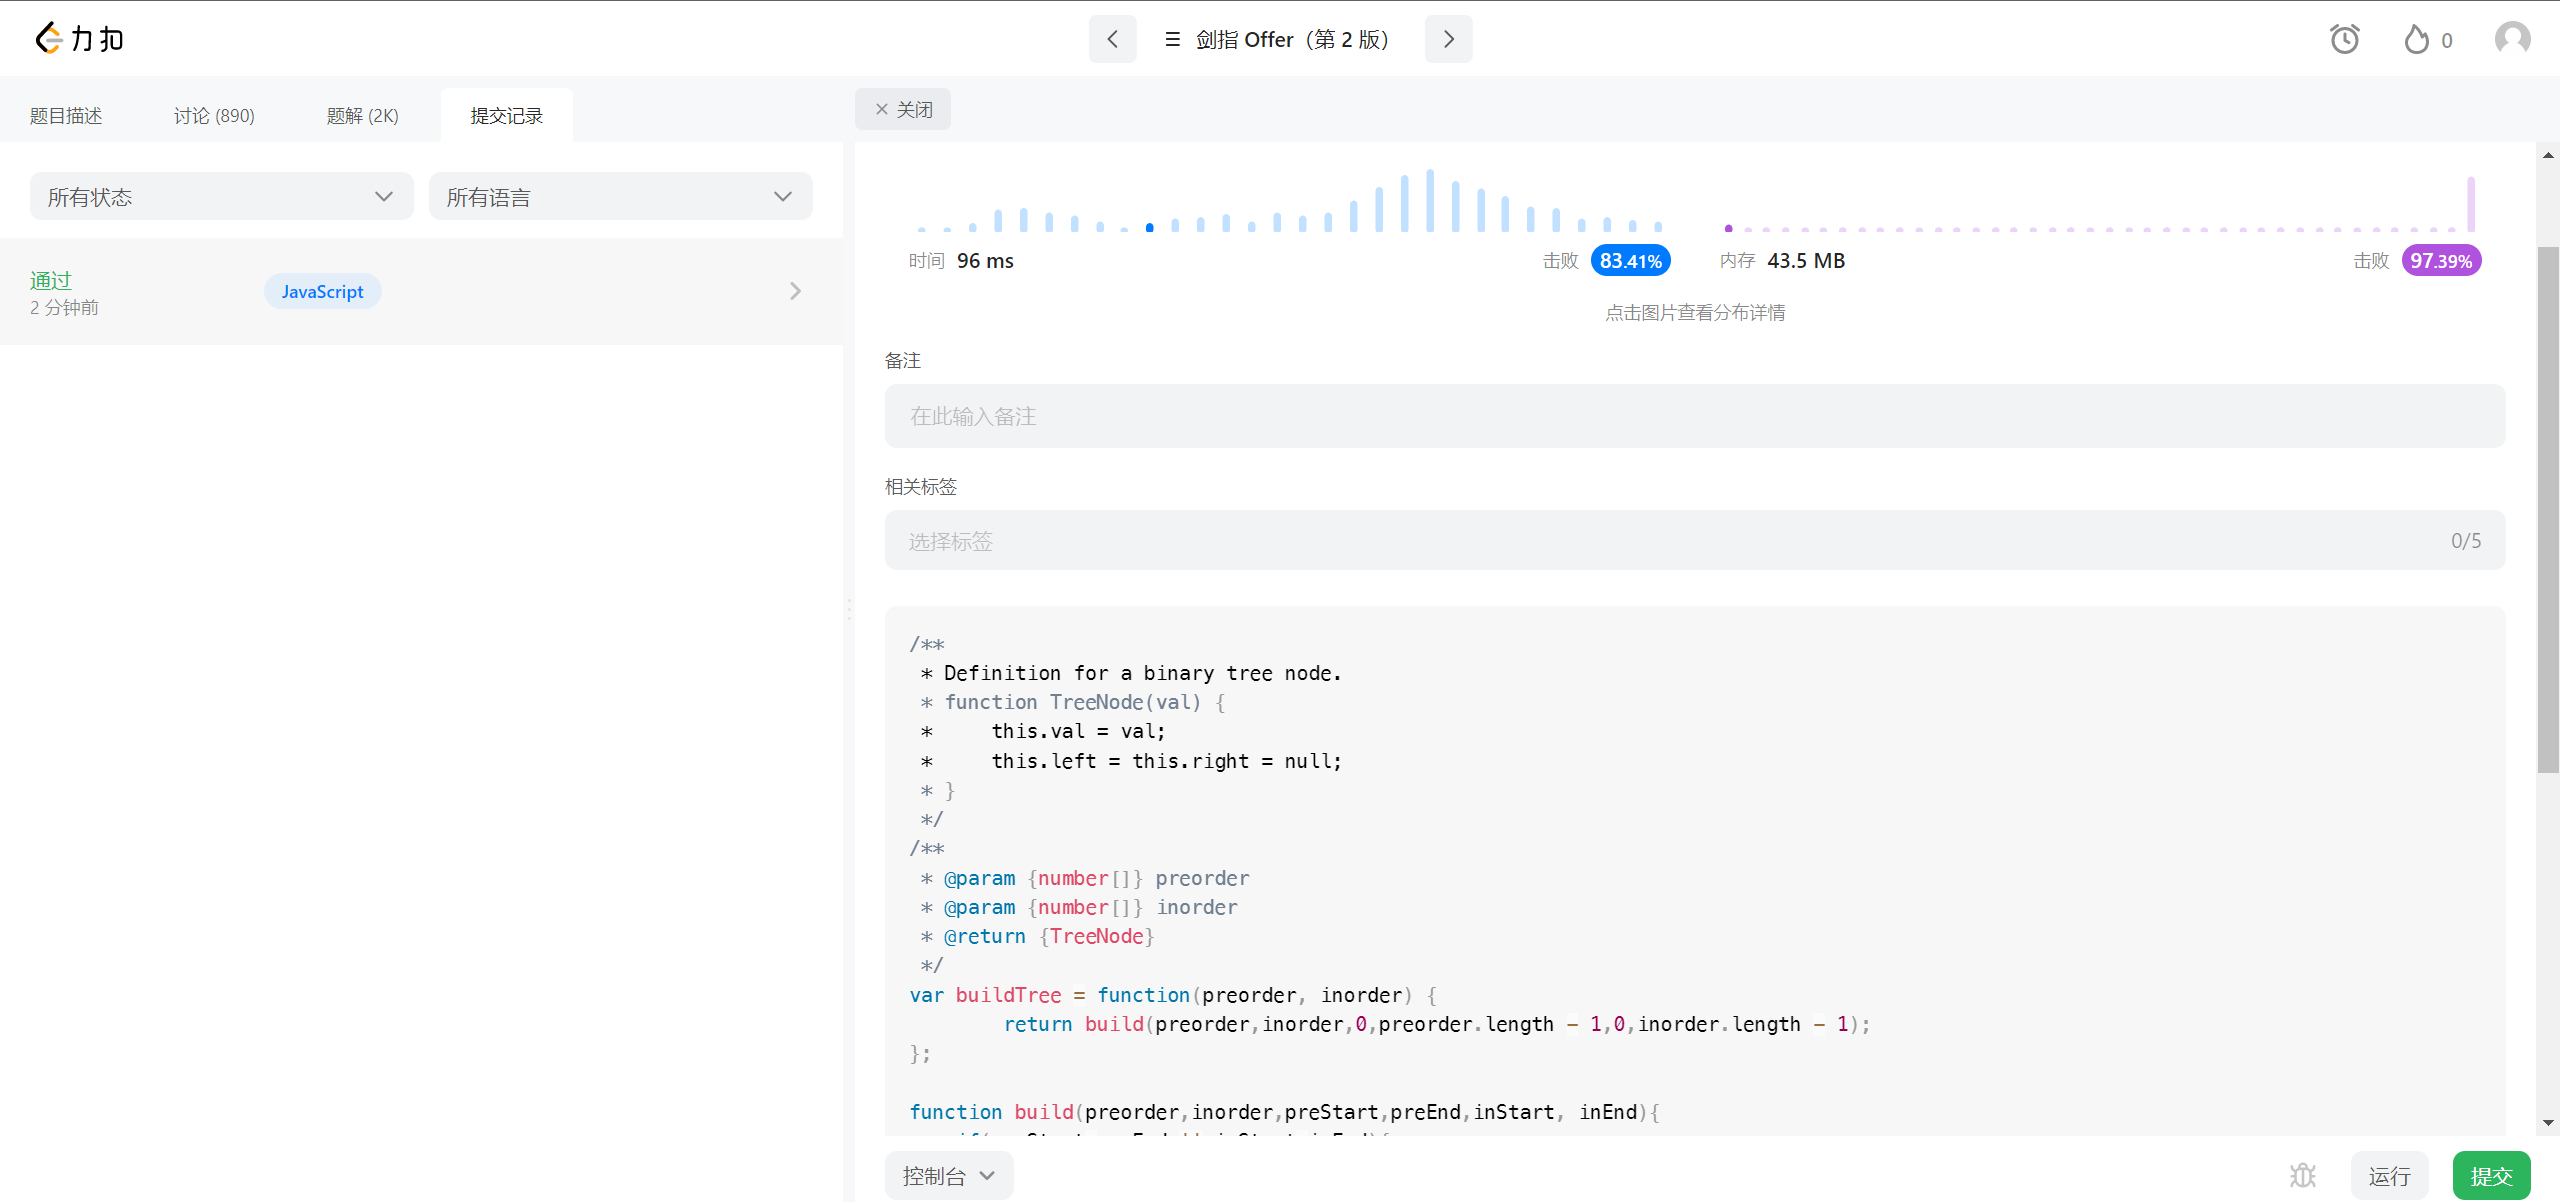 力扣
剑指 Offer（第 2 版）
0
题目描述
讨论 (890)
题解 (2K)
提交记录
关闭
所有状态
所有语言
通过
2 分钟前
JavaScript
时间 96 ms
击败 83.41%
内存 43.5 MB
击败 97.39%
点击图片查看分布详情
备注
在此输入备注
相关标签
选择标签
0/5
/**
 * Definition for a binary tree node.
 * function TreeNode(val) {
 *     this.val = val;
 *     this.left = this.right = null;
 * }
 */
/**
 * @param {number[]} preorder
 * @param {number[]} inorder
 * @return {TreeNode}
 */
var buildTree = function(preorder, inorder) {
        return build(preorder,inorder,0,preorder.length - 1,0,inorder.length - 1);
};
function build(preorder,inorder,preStart,preEnd,inStart, inEnd){
控制台
运行
提交